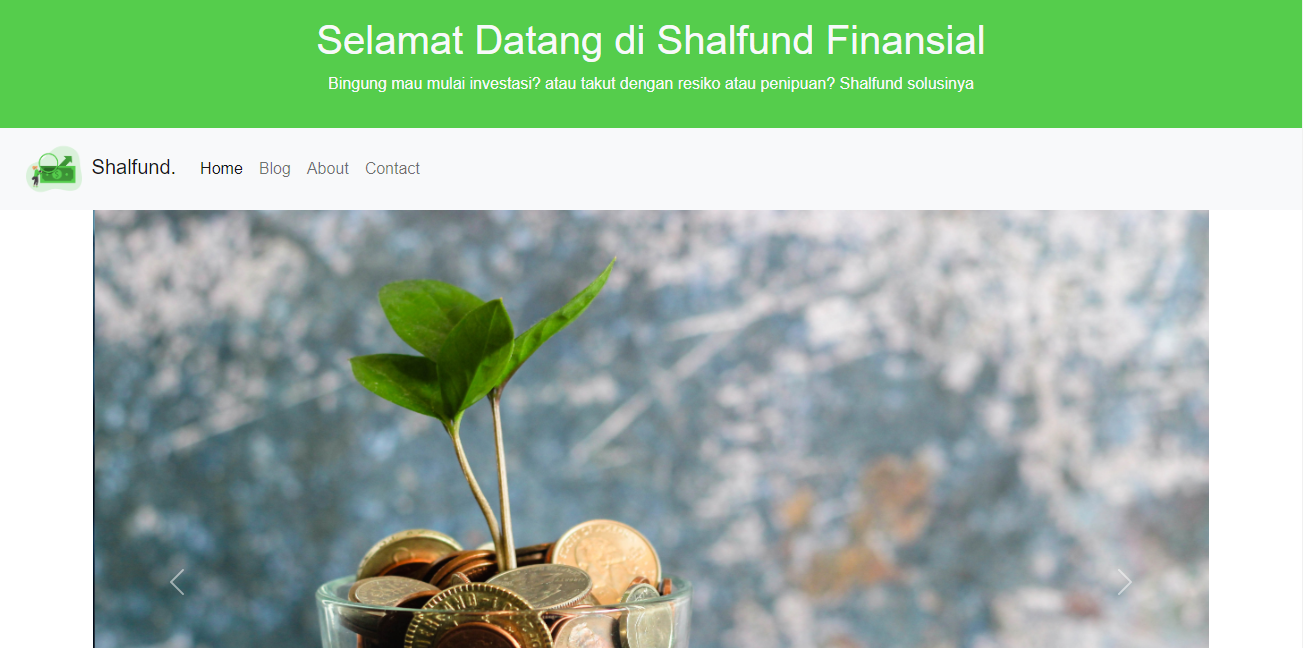 Selamat Datang di Shalfund Finansial
Bingung mau mulai investasi? atau takut dengan resiko atau penipuan? Shalfund solusinya
Shalfund. Home Blog About Contact